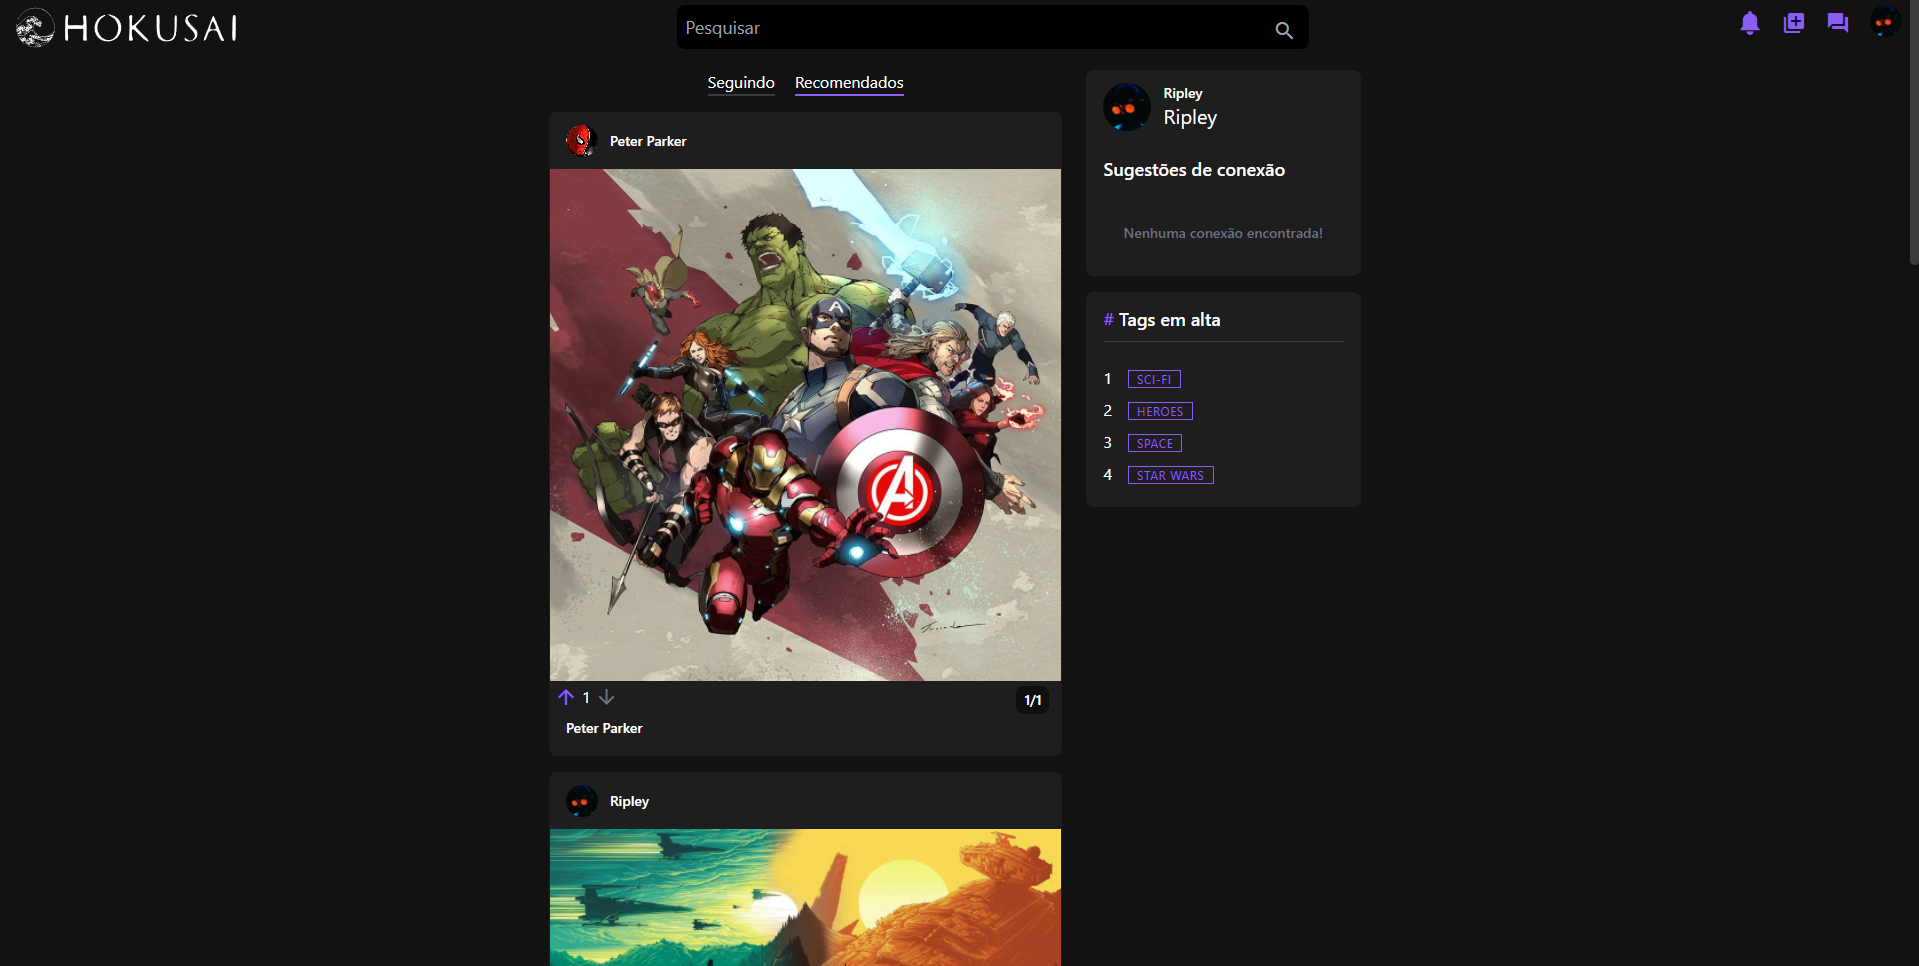 HOKUSAI
Pesquisar
Seguindo Recomendados
Peter Parker
A
A
1 1/1
Peter Parker
Ripley
Ripley
Ripley
Sugestões de conexão
Nenhuma conexão encontrada!
# Tags em alta
1 SCI-FI
2 HEROES
3 SPACE
4 STAR WARS